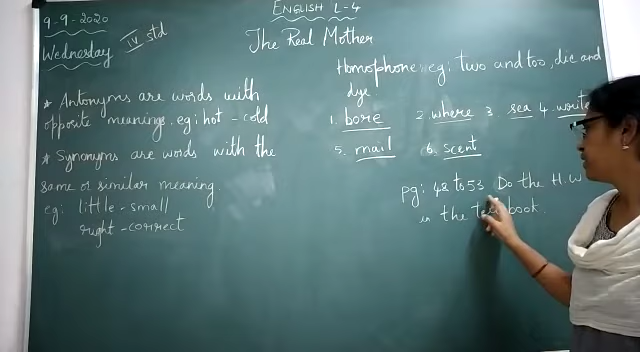 9-9-2020
Wednesday
IV std
ENGLISH L-4
The Real Mother
* Antonyms are words with
opposite meanings. eg: hot - cold
* Synonyms are words with the
same or similar meaning.
eg: little - small
right - correct
Homophone eg: two and too, die and
dye.
1. bore 2. where 3. sea 4. write
5. mail 6. scent
pg: 42 to 53 Do the H.W
in the text book.